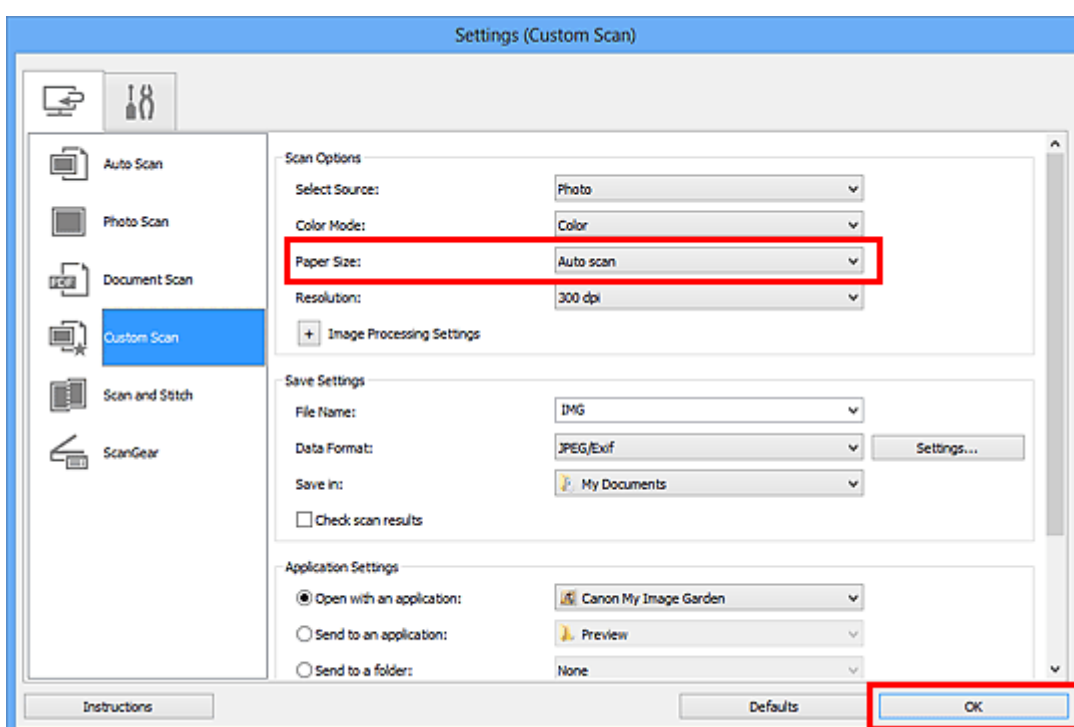 Settings (Custom Scan)
Auto Scan
Photo Scan
Document Scan
Custom Scan
Scan and Stitch
ScanGear
Scan Options
Select Source: Photo
Color Mode: Color
Paper Size: Auto scan
Resolution: 300 dpi
+ Image Processing Settings
Save Settings
File Name: IMG
Data Format: JPEG/Exif Settings...
Save in: My Documents
Check scan results
Application Settings
Open with an application: Canon My Image Garden
Send to an application: Preview
Send to a folder: None
Instructions Defaults OK